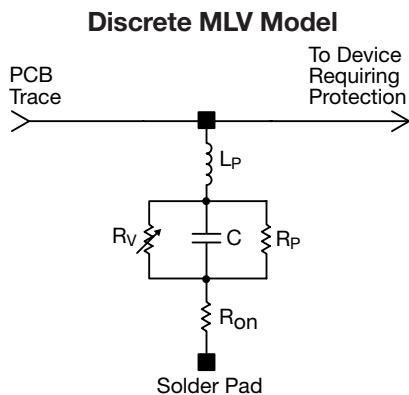 Discrete MLV Model
PCB
Trace
To Device
Requiring
Protection
LP
RV
C
RP
Ron
Solder Pad